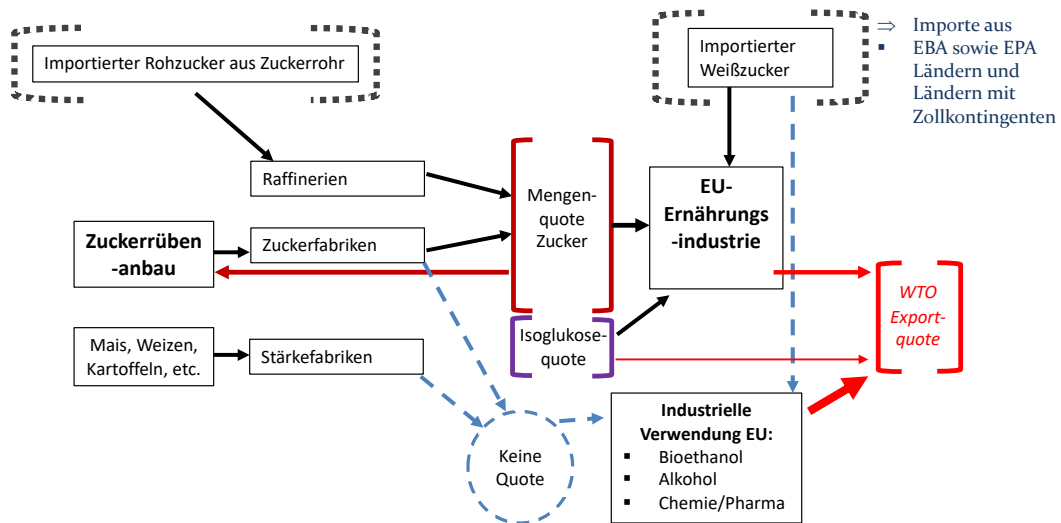 Importierter Rohzucker aus Zuckerrohr
Importierter
Weißzucker
⇒ Importe aus
▪ EBA sowie EPA
Ländern und
Ländern mit
Zollkontingenten
Raffinerien
Mengen-
quote
Zucker
EU-
Ernährungs
-industrie
Zuckerrüben
-anbau
Zuckerfabriken
WTO
Export-
quote
Isoglukose-
quote
Mais, Weizen,
Kartoffeln, etc.
Stärkefabriken
Keine
Quote
Industrielle
Verwendung EU:
▪ Bioethanol
▪ Alkohol
▪ Chemie/Pharma